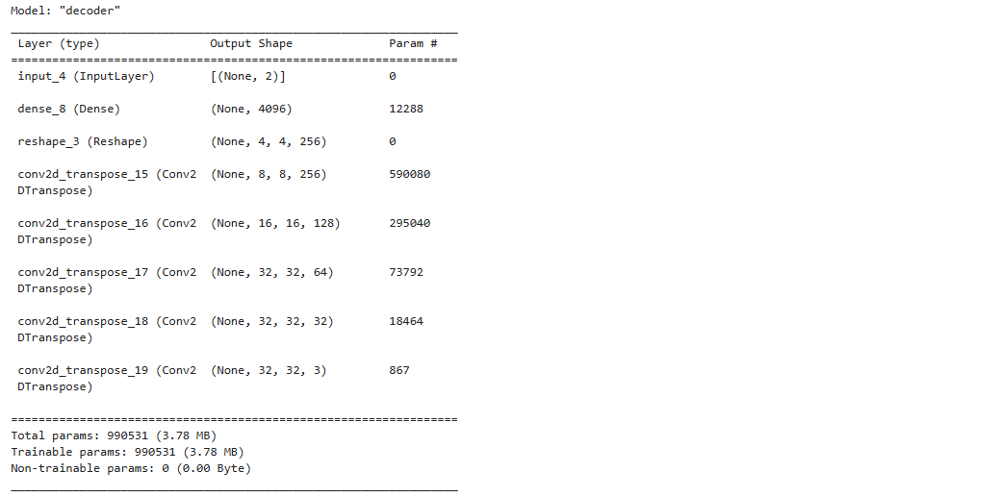 Model: "decoder"
_________________________________________________________________
Layer (type) Output Shape Param #
=================================================================
input_4 (InputLayer) [(None, 2)] 0
dense_8 (Dense) (None, 4096) 12288
reshape_3 (Reshape) (None, 4, 4, 256) 0
conv2d_transpose_15 (Conv2 (None, 8, 8, 256) 590080
DTranspose)
conv2d_transpose_16 (Conv2 (None, 16, 16, 128) 295040
DTranspose)
conv2d_transpose_17 (Conv2 (None, 32, 32, 64) 73792
DTranspose)
conv2d_transpose_18 (Conv2 (None, 32, 32, 32) 18464
DTranspose)
conv2d_transpose_19 (Conv2 (None, 32, 32, 3) 867
DTranspose)
=================================================================
Total params: 990531 (3.78 MB)
Trainable params: 990531 (3.78 MB)
Non-trainable params: 0 (0.00 Byte)
_________________________________________________________________